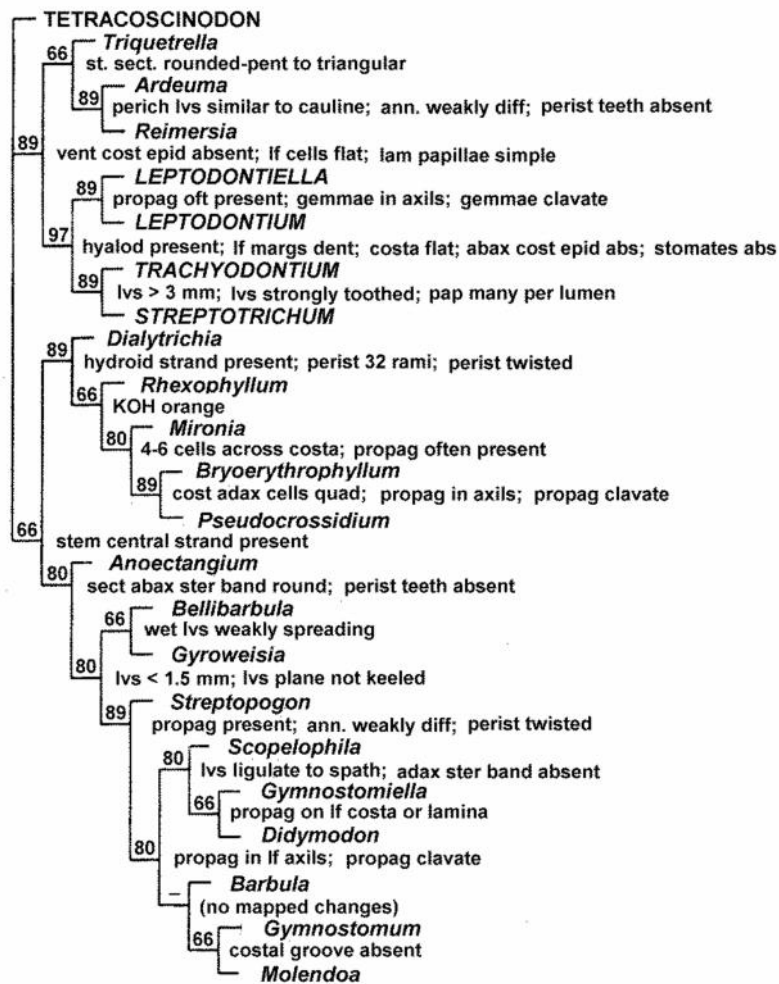 TETRACOSCINODON
66 Triquetrella
st. sect. rounded-pent to triangular
Ardeuma
89 perich lvs similar to cauline; ann. weakly diff; perist teeth absent
89 Reimersia
vent cost epid absent; lf cells flat; lam papillae simple
89 LEPTODONTIELLA
propag oft present; gemmae in axils; gemmae clavate
97 LEPTODONTIUM
hyalod present; lf margs dent; costa flat; abax cost epid abs; stomates abs
89 TRACHYODONTIUM
lvs > 3 mm; lvs strongly toothed; pap many per lumen
STREPTOTRICHUM
89 Dialytrichia
hydroid strand present; perist 32 rami; perist twisted
66 Rhexophyllum
KOH orange
80 Mironia
4-6 cells across costa; propag often present
89 Bryoerythrophyllum
cost adax cells quad; propag in axils; propag clavate
66 Pseudocrossidium
stem central strand present
80 Anoectangium
sect abax ster band round; perist teeth absent
66 Bellibarbula
wet lvs weakly spreading
80 Gyroweisia
lvs < 1.5 mm; lvs plane not keeled
89 Streptopogon
propag present; ann. weakly diff; perist twisted
80 Scopelophila
lvs ligulate to spath; adax ster band absent
Gymnostomiella
66 propag on lf costa or lamina
80 Didymodon
propag in lf axils; propag clavate
– Barbula
(no mapped changes)
Gymnostomum
66 costal groove absent
Molendoa